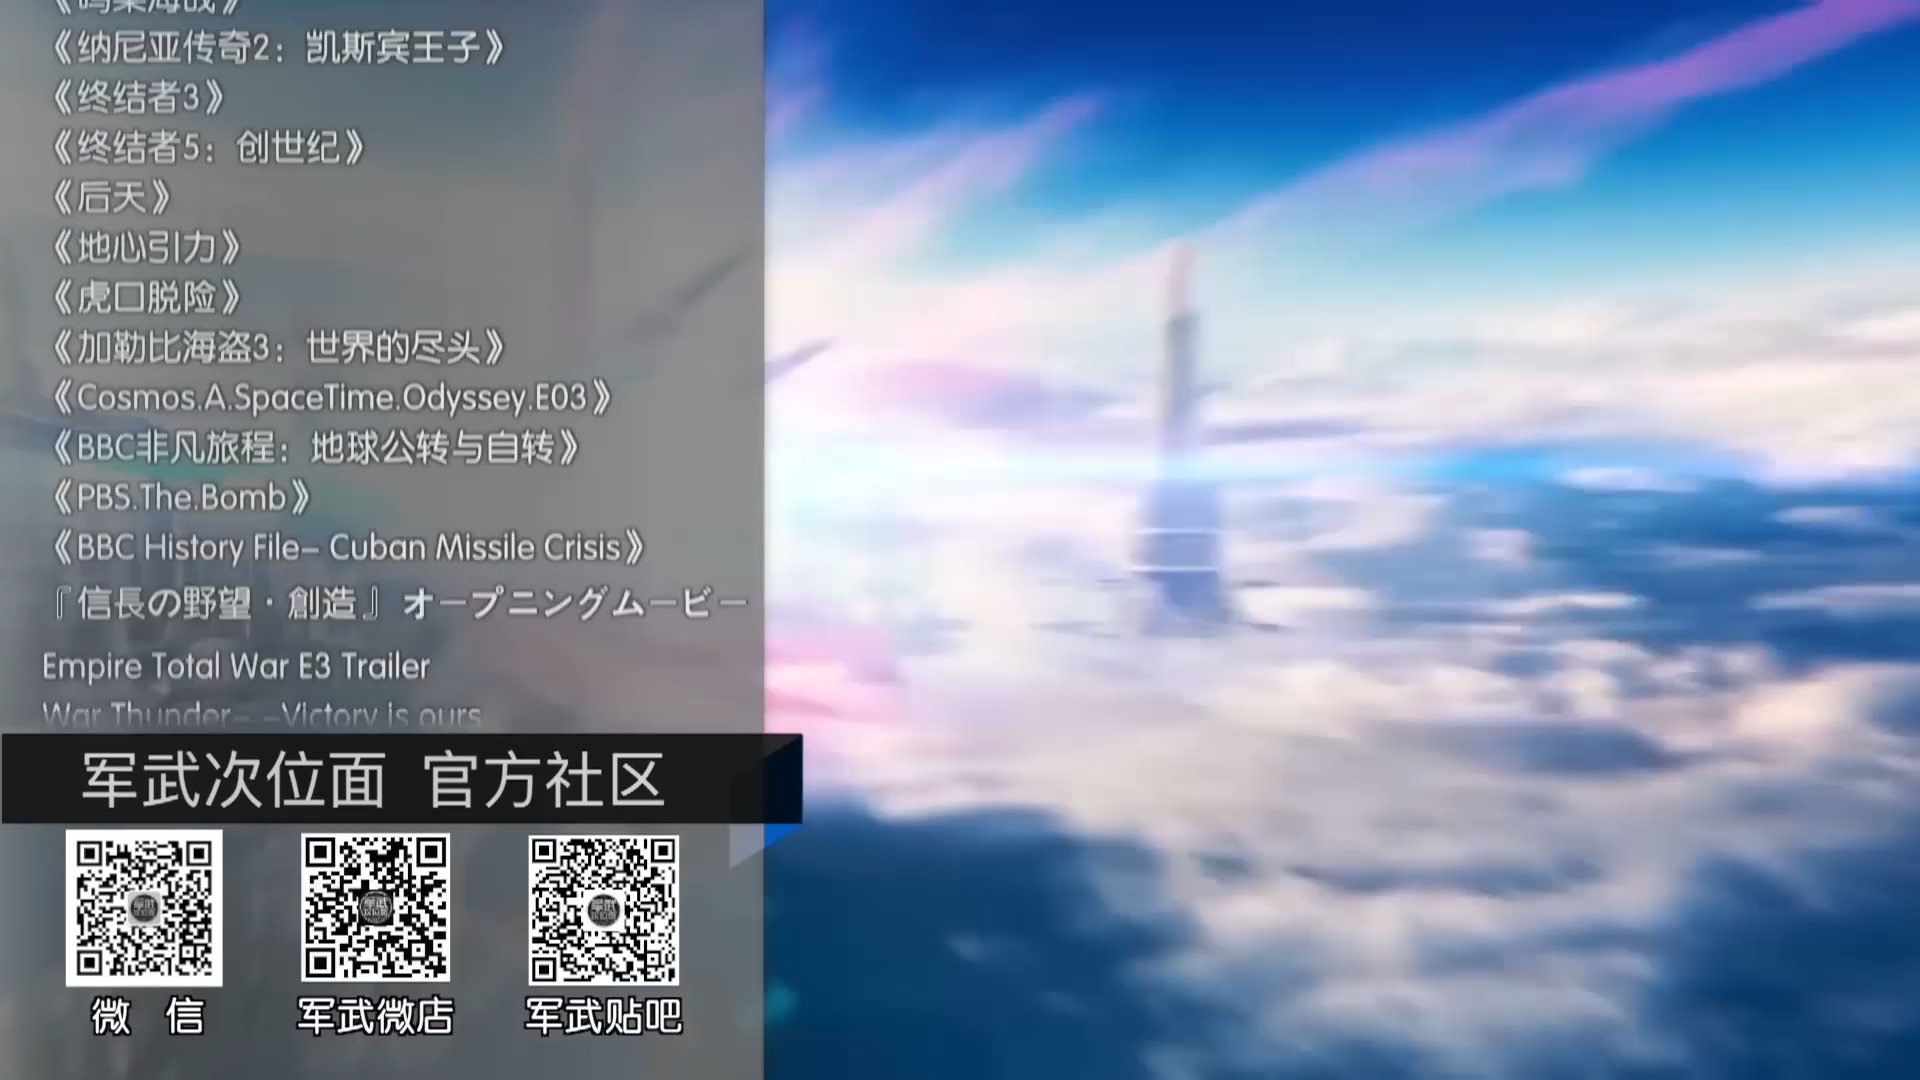 《纳尼亚传奇2：凯斯宾王子》
《终结者3》
《终结者5：创世纪》
《后天》
《地心引力》
《虎口脱险》
《加勒比海盗3：世界的尽头》
《Cosmos.A.SpaceTime.Odyssey.E03》
《BBC非凡旅程：地球公转与自转》
《PBS.The.Bomb》
《BBC History File- Cuban Missile Crisis》
『信長の野望·創造』オープニングムービー
Empire Total War E3 Trailer
War Thunder- -Victory is ours
军武次位面 官方社区
微 信
军武微店
军武贴吧